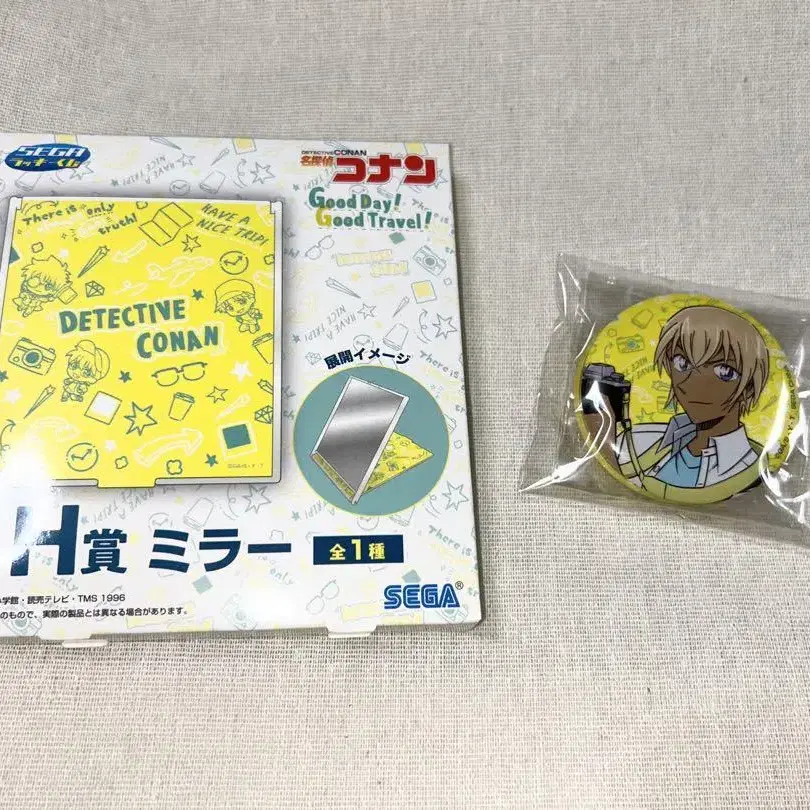 SEGA
ラッキーくじ
DETECTIVE CONAN
名探偵コナン
Good Day!
Good Travel!
There is only
truth!
HAVE A
NICE TRIP!
DETECTIVE
CONAN
展開イメージ
H賞 ミラー 全1種
学館・読売テレビ・TMS 1996
のもので、実際の製品とは異なる場合があります。
SEGA®